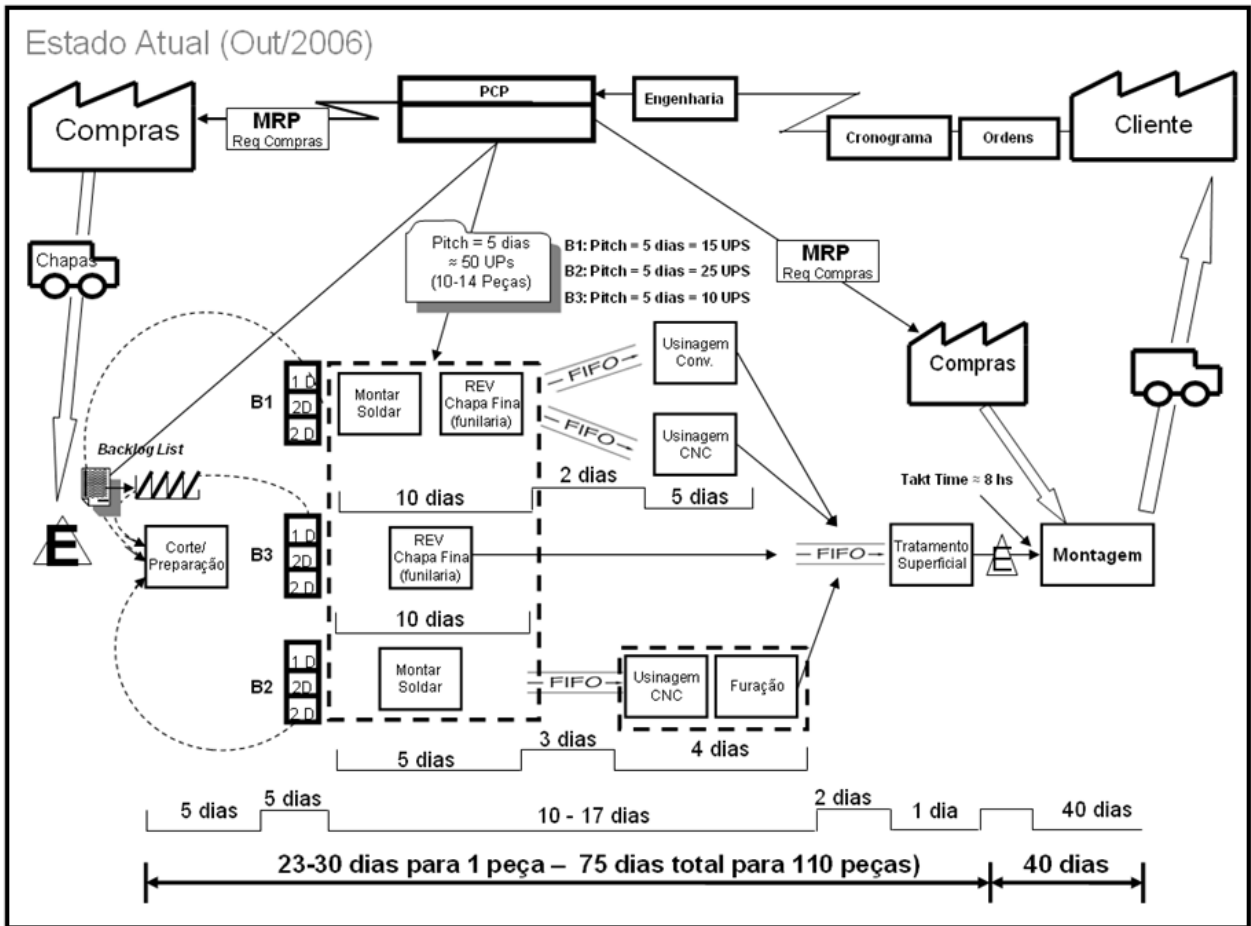 Estado Atual (Out/2006)
Compras
MRP
Req Compras
PCP
Engenharia
Cronograma
Ordens
Cliente
Chapas
Pitch = 5 dias
≈ 50 UPs
(10-14 Peças)
B1: Pitch = 5 dias = 15 UPS
B2: Pitch = 5 dias = 25 UPS
B3: Pitch = 5 dias = 10 UPS
MRP
Req Compras
Compras
B1
1 D
2D
2 D
Montar
Soldar
REV
Chapa Fina
(funilaria)
FIFO
FIFO
Usinagem
Conv.
Usinagem
CNC
Backlog List
10 dias
2 dias
5 dias
Takt Time ≈ 8 hs
E
Corte/
Preparação
B3
1 D
2D
2 D
REV
Chapa Fina
(funilaria)
FIFO
Tratamento
Superficial
E
Montagem
10 dias
B2
1 D
2D
2 D
Montar
Soldar
FIFO
Usinagem
CNC
Furação
5 dias
3 dias
4 dias
5 dias
5 dias
10 - 17 dias
2 dias
1 dia
40 dias
23-30 dias para 1 peça – 75 dias total para 110 peças)
40 dias